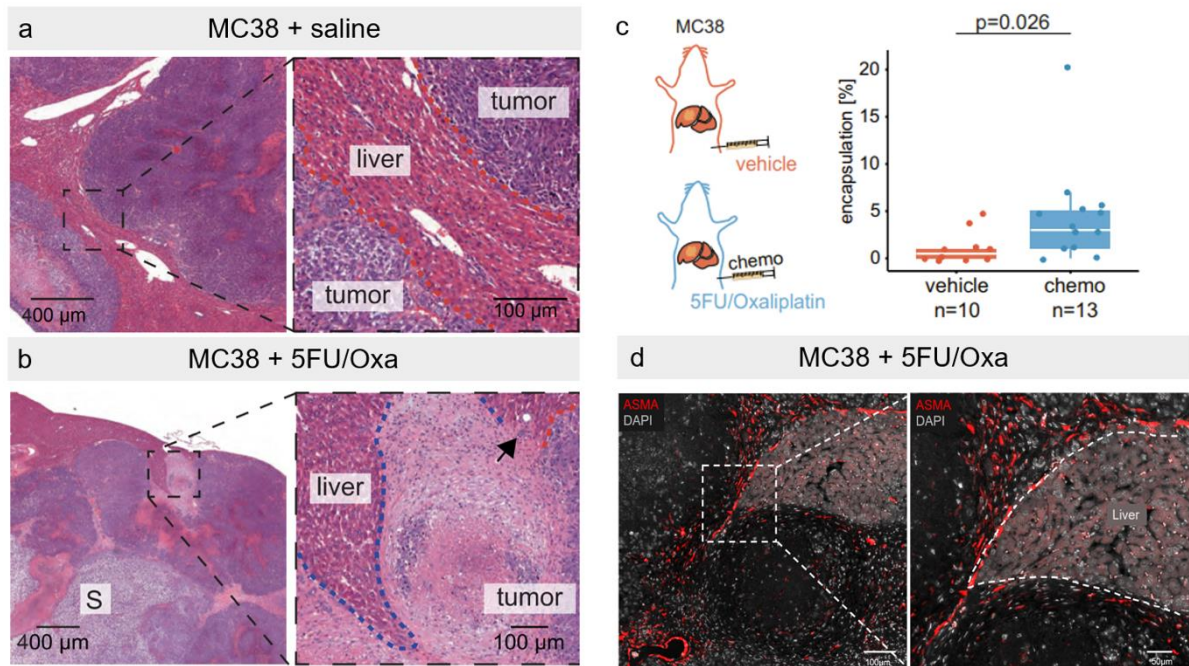 a
MC38 + saline
tumor
liver
tumor
400 µm
100 µm
b
MC38 + 5FU/Oxa
liver
tumor
S
400 µm
100 µm
c
MC38
vehicle
chemo
5FU/Oxaliplatin
p=0.026
encapsulation [%]
20
15
10
5
0
vehicle
n=10
chemo
n=13
d
MC38 + 5FU/Oxa
ASMA
DAPI
100µm
ASMA
DAPI
Liver
50µm